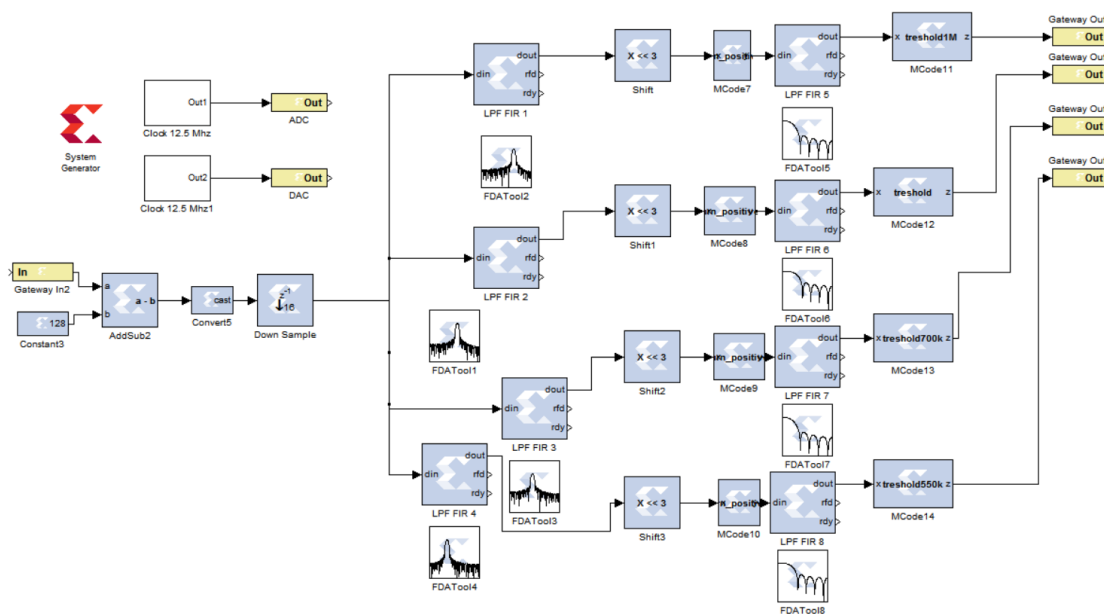 System
Generator
Out1
Clock 12.5 Mhz
Out
ADC
Out2
Clock 12.5 Mhz1
Out
DAC
In
Gateway In2
128
Constant3
a
b
a - b
AddSub2
cast
Convert5
z-1
↓16
Down Sample
din
dout
rfd
rdy
LPF FIR 1
FDATool2
X << 3
Shift
MCode7
din
dout
rfd
rdy
LPF FIR 5
FDATool5
x treshold1M z
MCode11
Gateway Out
Out
Gateway Out
Out
Gateway Out
Out
Gateway Out
Out
din
dout
rfd
rdy
LPF FIR 2
FDATool1
X << 3
Shift1
MCode8
din
dout
rfd
rdy
LPF FIR 6
FDATool6
x treshold z
MCode12
din
dout
rfd
rdy
LPF FIR 3
FDATool3
X << 3
Shift2
MCode9
din
dout
rfd
rdy
LPF FIR 7
FDATool7
x treshold700k z
MCode13
din
dout
rfd
rdy
LPF FIR 4
FDATool4
X << 3
Shift3
MCode10
din
dout
rfd
rdy
LPF FIR 8
FDATool8
x treshold550k z
MCode14